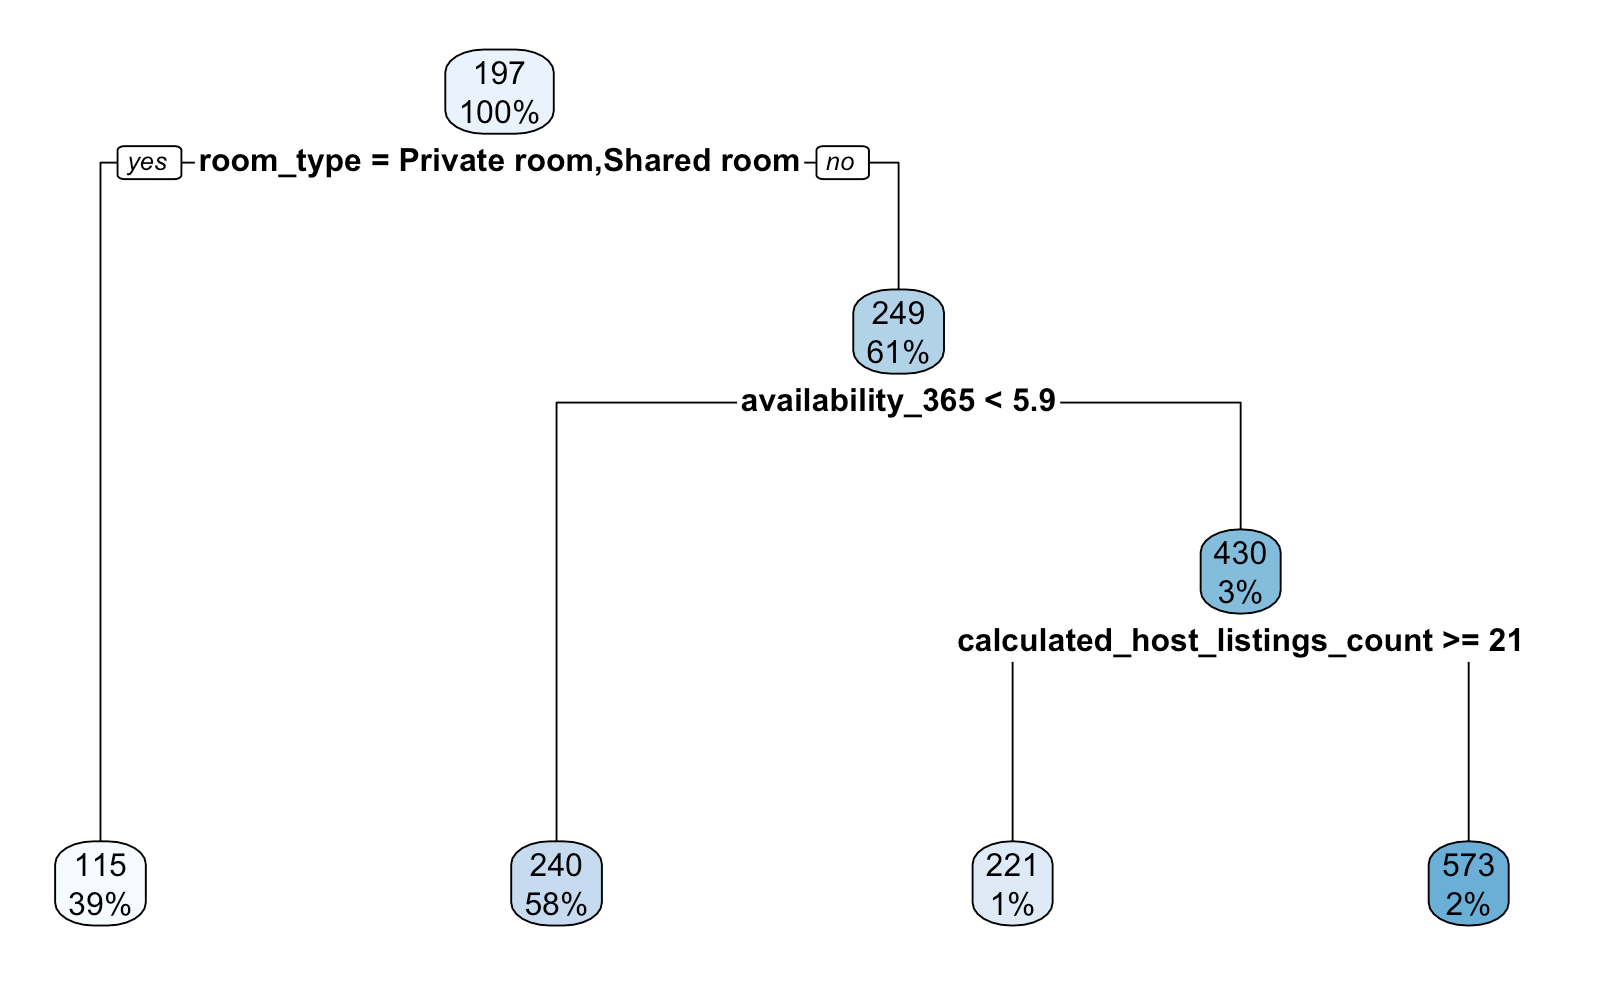 197
100%
yes
room_type = Private room,Shared room
no
249
61%
availability_365 < 5.9
430
3%
calculated_host_listings_count >= 21
115
39%
240
58%
221
1%
573
2%